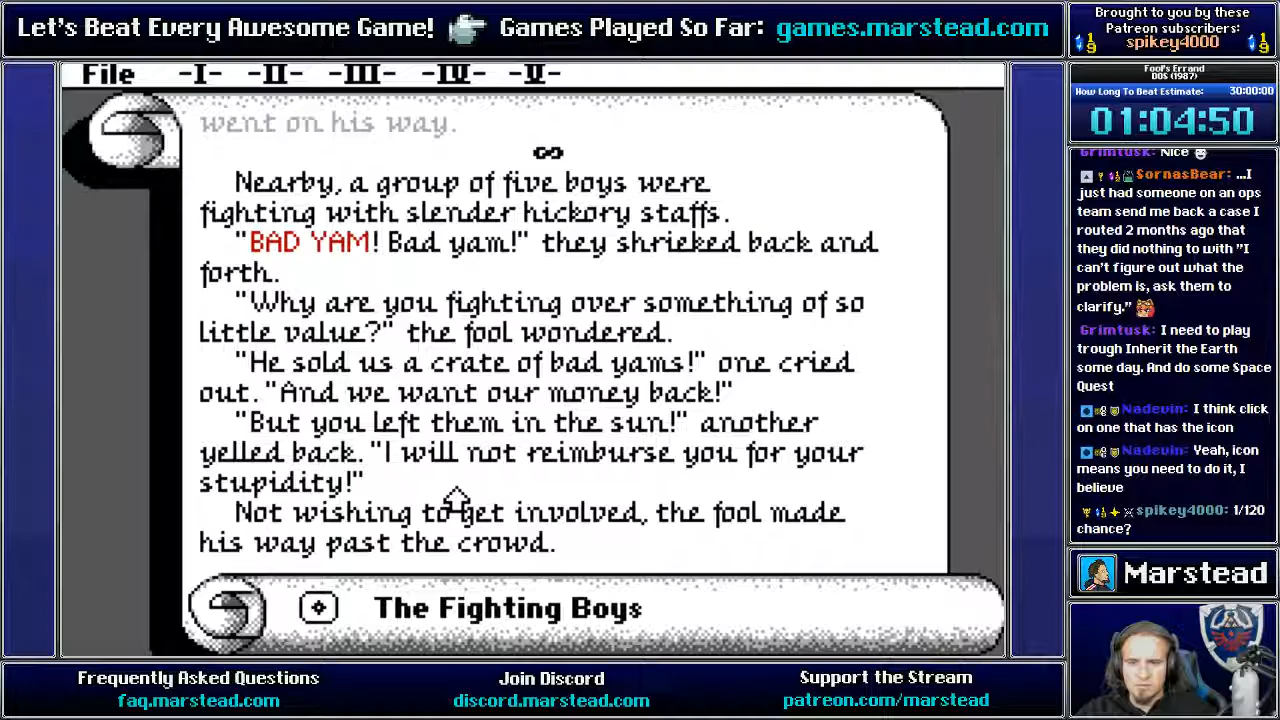 Let's Beat Every Awesome Game! Games Played So Far: games.marstead.com
File -I- -II- -III- -IV- -V-
went on his way.
∞
Nearby, a group of five boys were
fighting with slender hickory staffs.
"BAD YAM! Bad yam!" they shrieked back and
forth.
"Why are you fighting over something of so
little value?" the fool wondered.
"He sold us a crate of bad yams!" one cried
out. "And we want our money back!"
"But you left them in the sun!" another
yelled back. "I will not reimburse you for your
stupidity!"
Not wishing to get involved, the fool made
his way past the crowd.
The Fighting Boys
Brought to you by these
Patreon subscribers:
spikey4000
Fool's Errand
DOS (1987)
How Long To Beat Estimate: 30:00:00
01:04:50
Grimtusk: Nice
SornasBear: ...I
just had someone on an ops
team send me back a case I
routed 2 months ago that
they did nothing to with "I
can't figure out what the
problem is, ask them to
clarify."
Grimtusk: I need to play
trough Inherit the Earth
some day. And do some Space
Quest
Nadevin: I think click
on one that has the icon
Nadevin: Yeah, icon
means you need to do it, I
believe
spikey4000: 1/120
chance?
Marstead
Frequently Asked Questions
faq.marstead.com
Join Discord
discord.marstead.com
Support the Stream
patreon.com/marstead